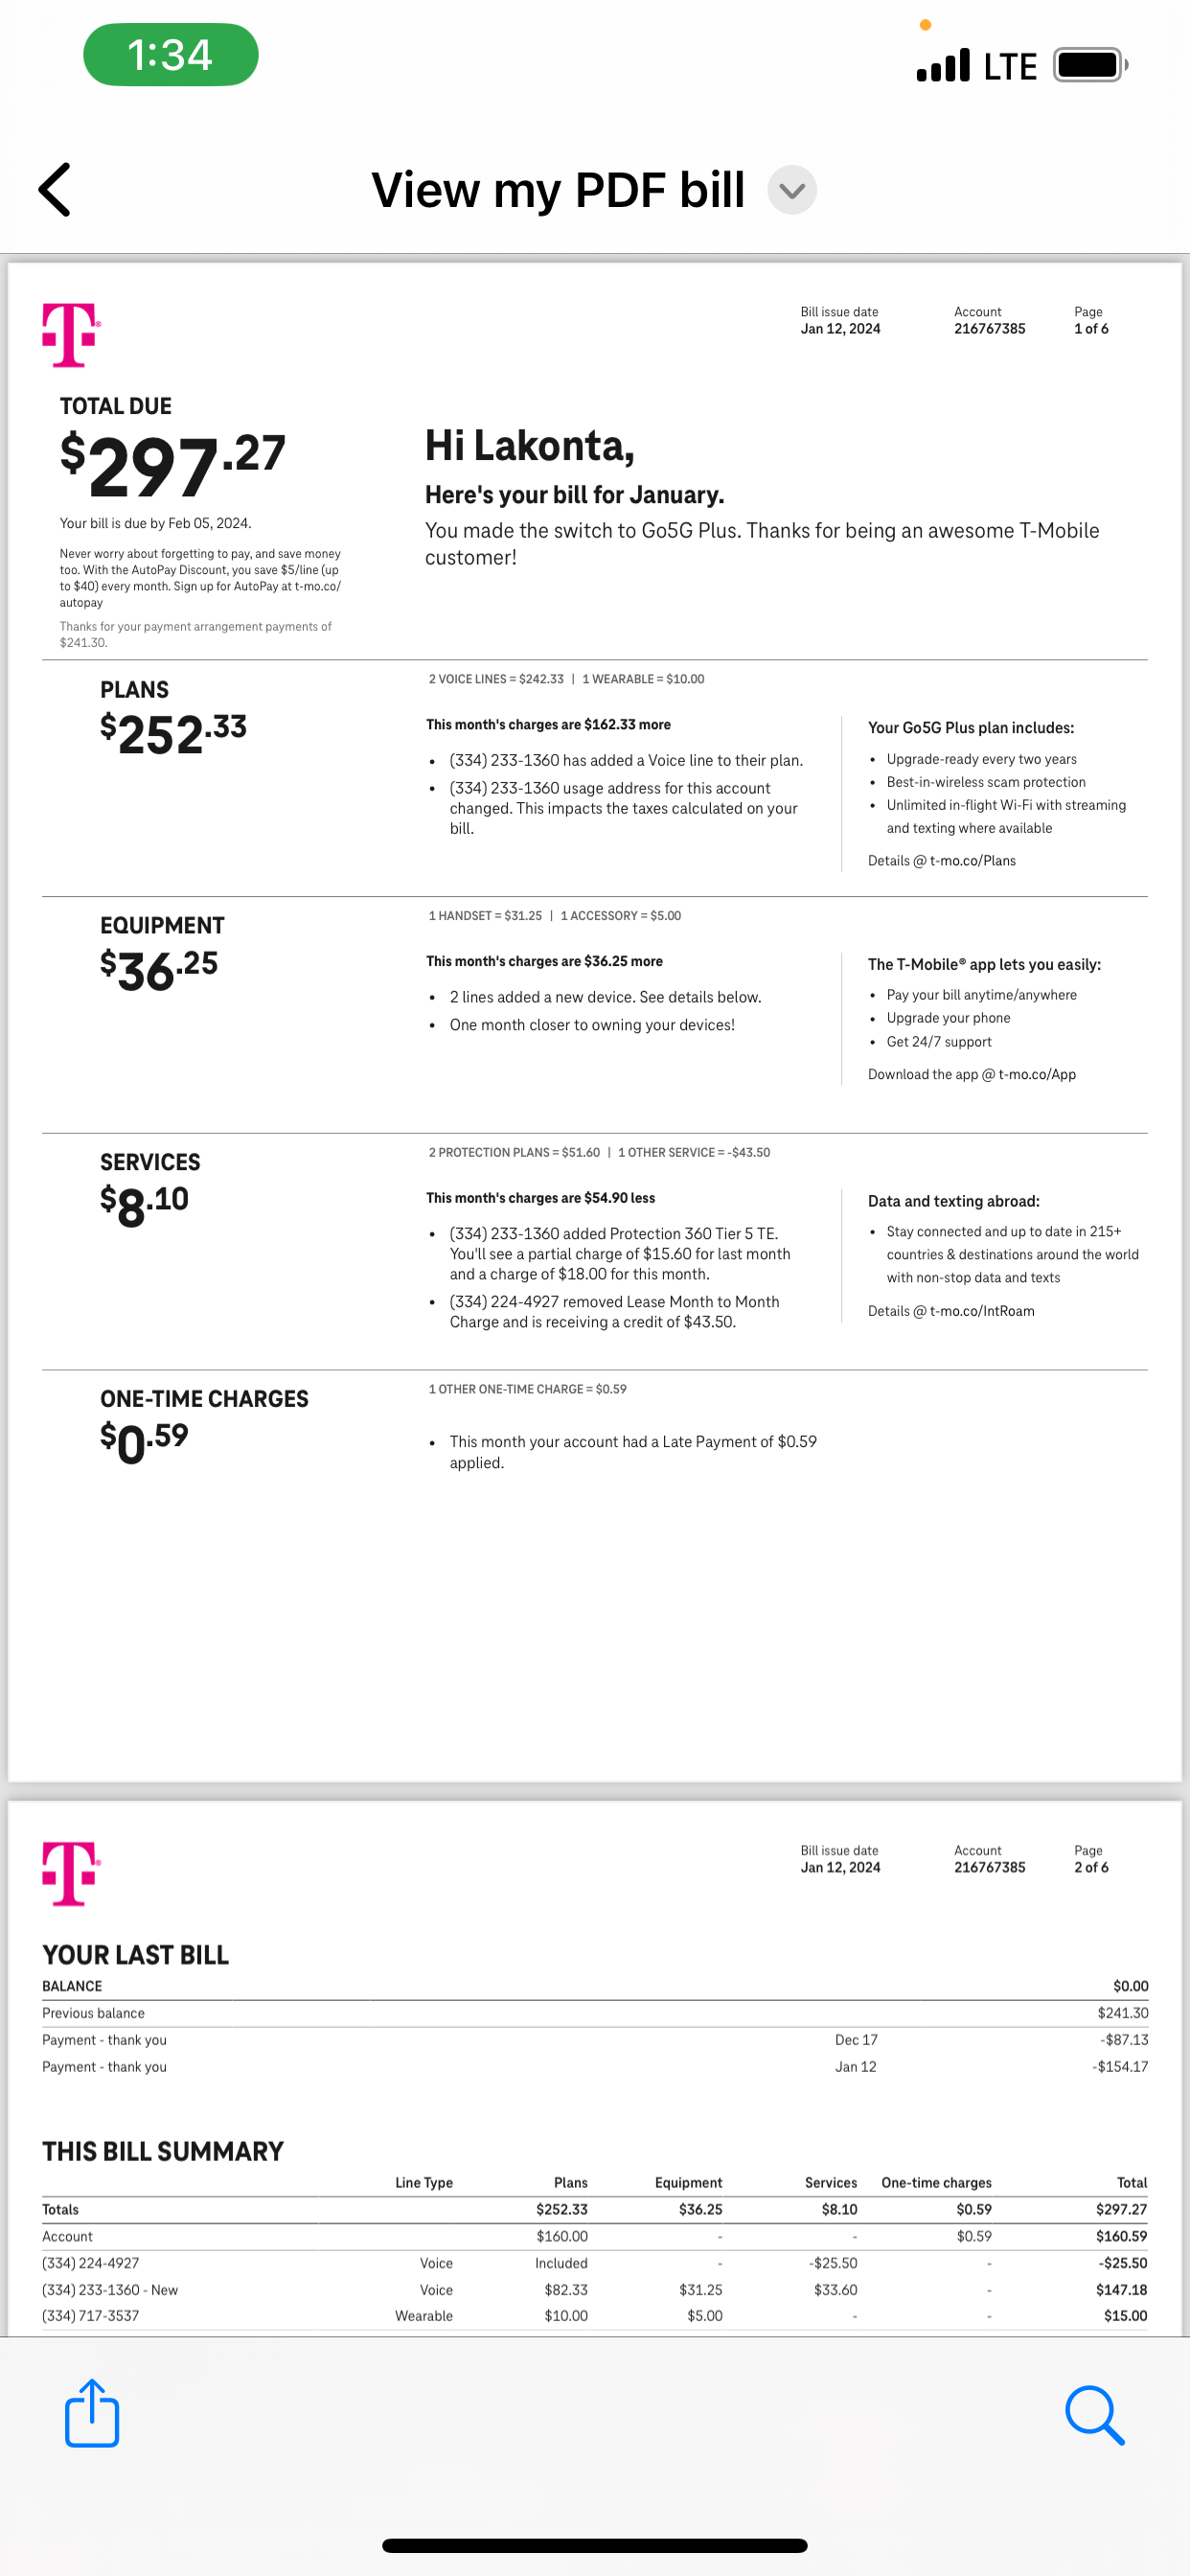 1:34
LTE
View my PDF bill
T
Bill issue date Account Page
Jan 12, 2024 216767385 1 of 6
TOTAL DUE
$297.27
Your bill is due by Feb 05, 2024.
Never worry about forgetting to pay, and save money
too. With the AutoPay Discount, you save $5/line (up
to $40) every month. Sign up for AutoPay at t-mo.co/
autopay
Thanks for your payment arrangement payments of
$241.30.
Hi Lakonta,
Here's your bill for January.
You made the switch to Go5G Plus. Thanks for being an awesome T-Mobile
customer!
PLANS
$252.33
2 VOICE LINES = $242.33 | 1 WEARABLE = $10.00
This month's charges are $162.33 more
• (334) 233-1360 has added a Voice line to their plan.
• (334) 233-1360 usage address for this account
changed. This impacts the taxes calculated on your
bill.
Your Go5G Plus plan includes:
• Upgrade-ready every two years
• Best-in-wireless scam protection
• Unlimited in-flight Wi-Fi with streaming
and texting where available
Details @ t-mo.co/Plans
EQUIPMENT
$36.25
1 HANDSET = $31.25 | 1 ACCESSORY = $5.00
This month's charges are $36.25 more
• 2 lines added a new device. See details below.
• One month closer to owning your devices!
The T-Mobile® app lets you easily:
• Pay your bill anytime/anywhere
• Upgrade your phone
• Get 24/7 support
Download the app @ t-mo.co/App
SERVICES
$8.10
2 PROTECTION PLANS = $51.60 | 1 OTHER SERVICE = -$43.50
This month's charges are $54.90 less
• (334) 233-1360 added Protection 360 Tier 5 TE.
You'll see a partial charge of $15.60 for last month
and a charge of $18.00 for this month.
• (334) 224-4927 removed Lease Month to Month
Charge and is receiving a credit of $43.50.
Data and texting abroad:
• Stay connected and up to date in 215+
countries & destinations around the world
with non-stop data and texts
Details @ t-mo.co/IntRoam
ONE-TIME CHARGES
$0.59
1 OTHER ONE-TIME CHARGE = $0.59
• This month your account had a Late Payment of $0.59
applied.
T
Bill issue date Account Page
Jan 12, 2024 216767385 2 of 6
YOUR LAST BILL
BALANCE $0.00
Previous balance $241.30
Payment - thank you Dec 17 -$87.13
Payment - thank you Jan 12 -$154.17
THIS BILL SUMMARY
Line Type Plans Equipment Services One-time charges Total
Totals $252.33 $36.25 $8.10 $0.59 $297.27
Account $160.00 - - $0.59 $160.59
(334) 224-4927 Voice Included - -$25.50 - -$25.50
(334) 233-1360 - New Voice $82.33 $31.25 $33.60 - $147.18
(334) 717-3537 Wearable $10.00 $5.00 - - $15.00